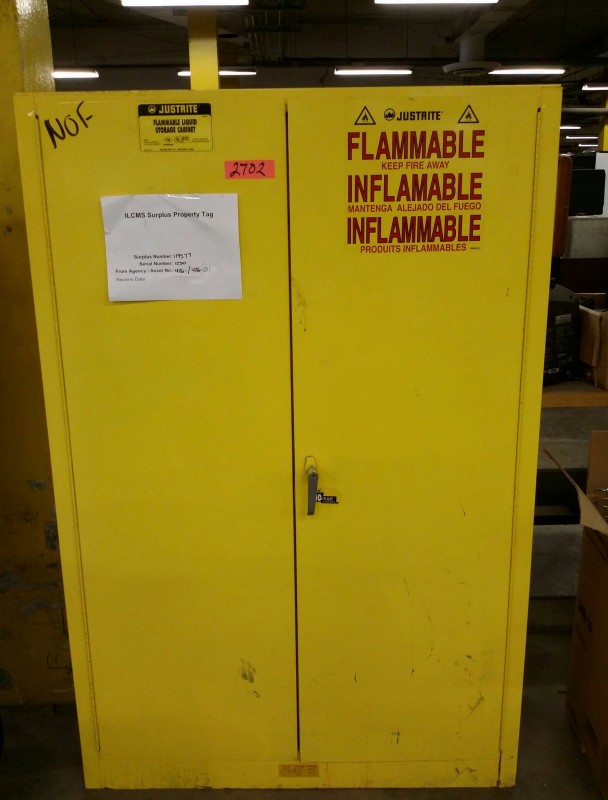 NOF
JUSTRITE
FLAMMABLE LIQUID
STORAGE CABINET
2702
ILCMS Surplus Property Tag
Surplus Number:
Serial Number:
From Agency / Asset No.:
Receive Date
JUSTRITE
FLAMMABLE
KEEP FIRE AWAY
INFLAMABLE
MANTENGA ALEJADO DEL FUEGO
INFLAMMABLE
PRODUITS INFLAMMABLES